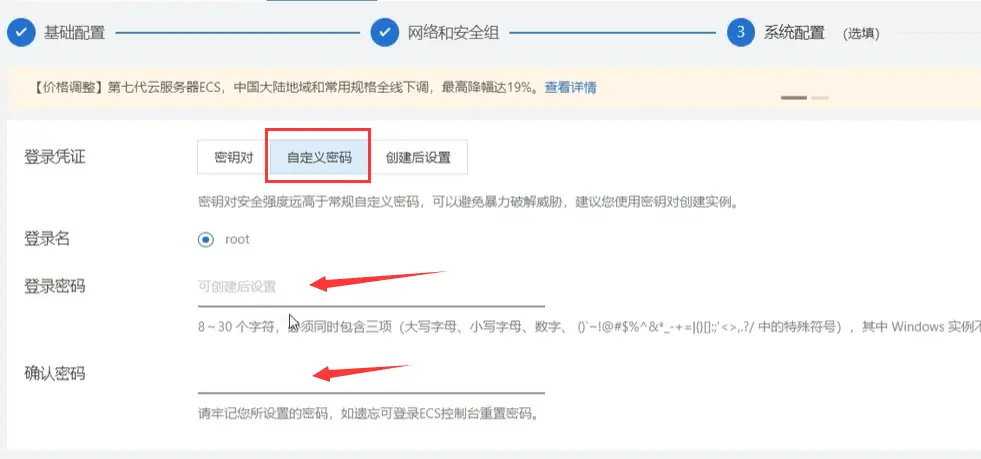 基础配置
网络和安全组
3 系统配置 (选填)
【价格调整】第七代云服务器ECS，中国大陆地域和常用规格全线下调，最高降幅达19%。查看详情
登录凭证
密钥对
自定义密码
创建后设置
密钥对安全强度远高于常规自定义密码，可以避免暴力破解威胁，建议您使用密钥对创建实例。
登录名
root
登录密码
可创建后设置
8～30 个字符，必须同时包含三项（大写字母、小写字母、数字、 ()`~!@#$%^&*_-+=|{}[]:;'<>,.?/ 中的特殊符号），其中 Windows 实例不
确认密码
请牢记您所设置的密码，如遗忘可登录ECS控制台重置密码。